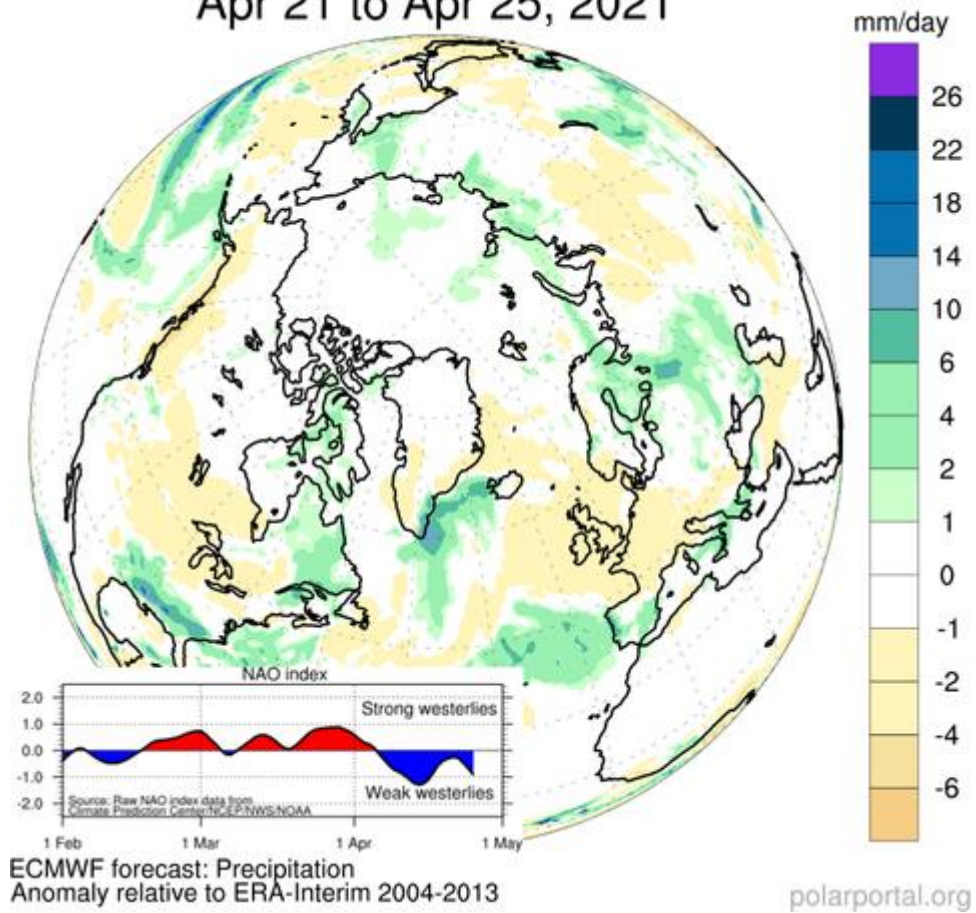 Apr 21 to Apr 25, 2021
mm/day
26
22
18
14
10
6
4
2
1
0
-1
-2
-4
-6
NAO index
2.0
1.0
0.0
-1.0
-2.0
Strong westerlies
Weak westerlies
Source: Raw NAO index data from
Climate Prediction Center/NCEP/NWS/NOAA
1 Feb
1 Mar
1 Apr
1 May
ECMWF forecast: Precipitation
Anomaly relative to ERA-Interim 2004-2013
polarportal.org